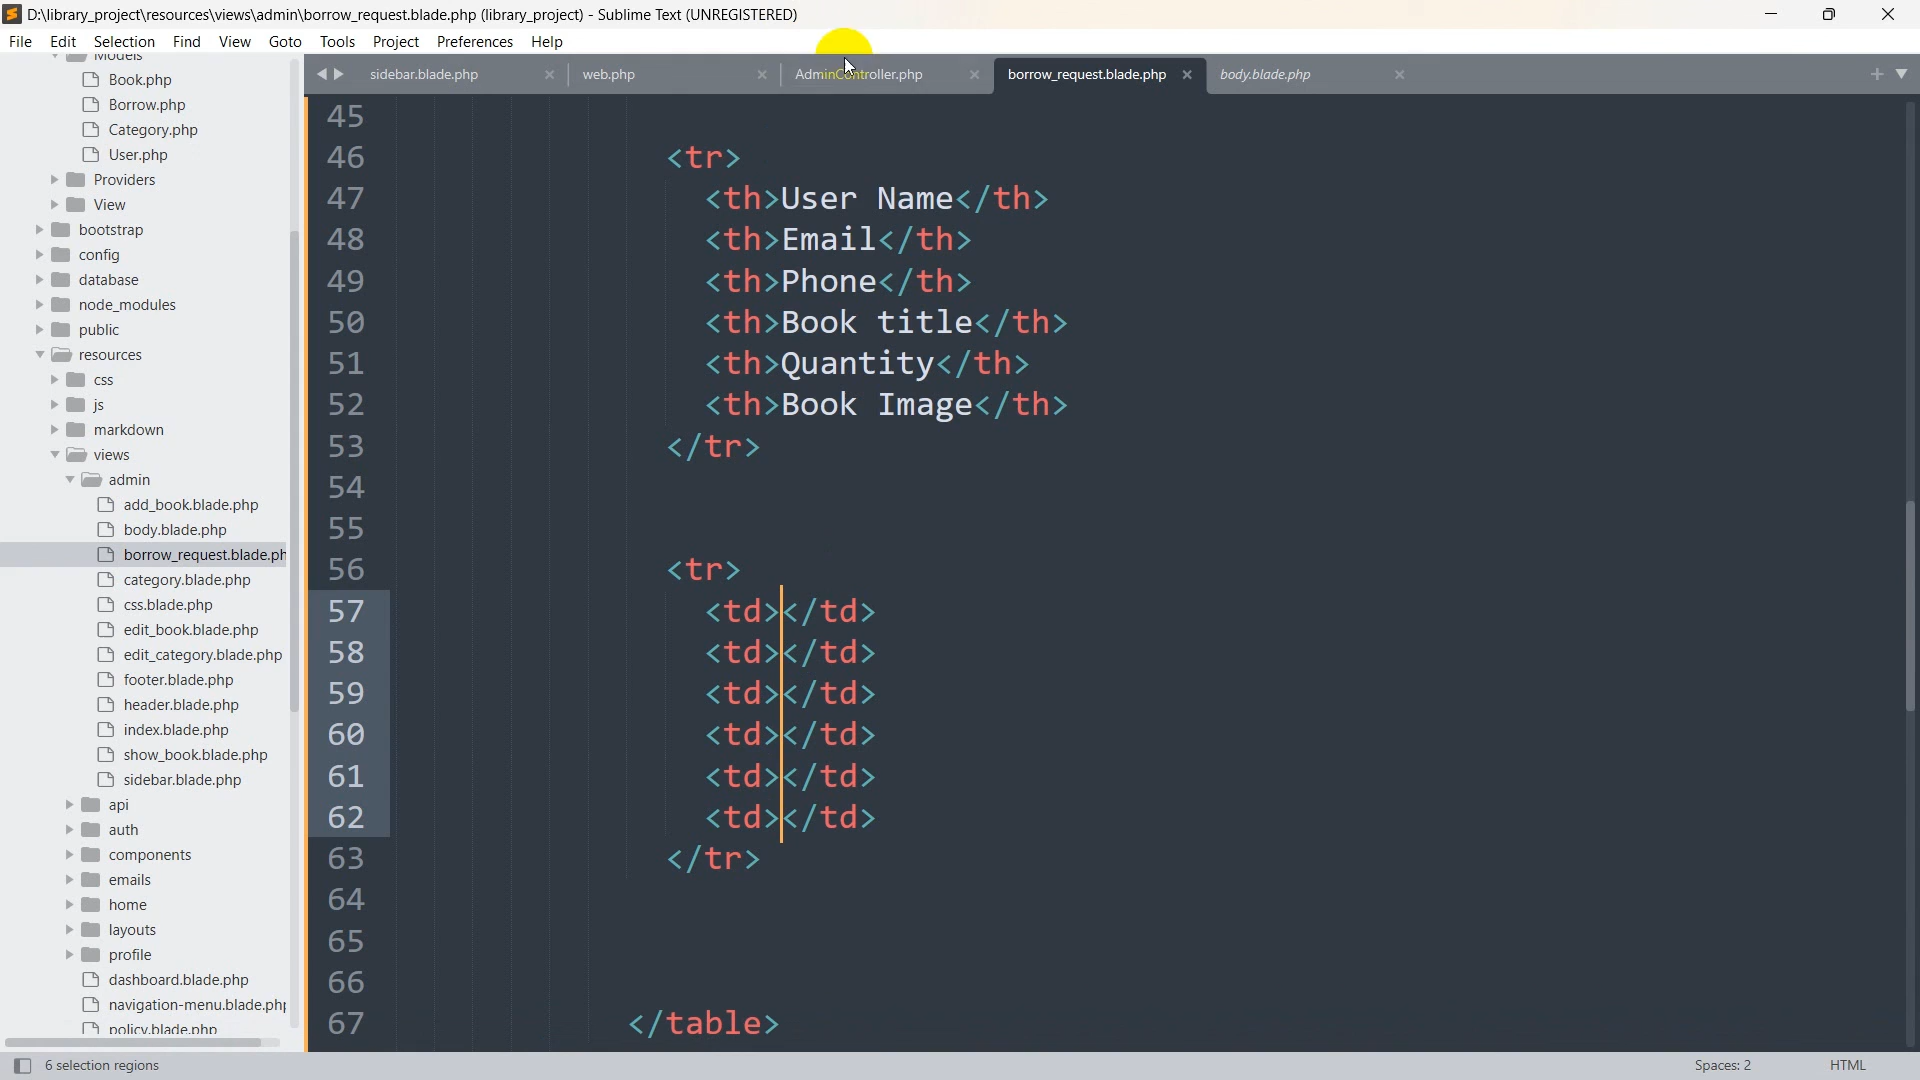 D:\library_project\resources\views\admin\borrow_request.blade.php (library_project) - Sublime Text (UNREGISTERED)
File Edit Selection Find View Goto Tools Project Preferences Help
sidebar.blade.php
web.php
AdminController.php
borrow_request.blade.php
body.blade.php
Models
Book.php
Borrow.php
Category.php
User.php
Providers
View
bootstrap
config
database
node_modules
public
resources
css
js
markdown
views
admin
add_book.blade.php
body.blade.php
borrow_request.blade.ph
category.blade.php
css.blade.php
edit_book.blade.php
edit_category.blade.php
footer.blade.php
header.blade.php
index.blade.php
show_book.blade.php
sidebar.blade.php
api
auth
components
emails
home
layouts
profile
dashboard.blade.php
navigation-menu.blade.php
policy.blade.php
45
46 <tr>
47 <th>User Name</th>
48 <th>Email</th>
49 <th>Phone</th>
50 <th>Book title</th>
51 <th>Quantity</th>
52 <th>Book Image</th>
53 </tr>
54
55
56 <tr>
57 <td></td>
58 <td></td>
59 <td></td>
60 <td></td>
61 <td></td>
62 <td></td>
63 </tr>
64
65
66
67 </table>
6 selection regions
Spaces: 2
HTML